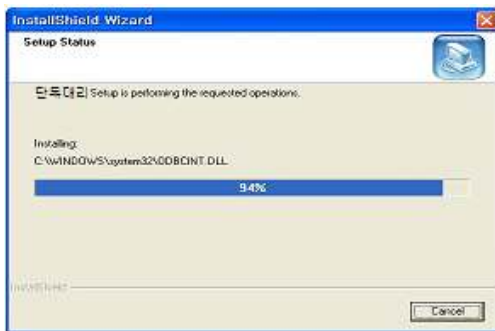 InstallShield Wizard
Setup Status
단독대리 Setup is performing the requested operations.
Installing:
C:\WINDOWS\system32\ODBCINT.DLL
94%
InstallShield
Cancel